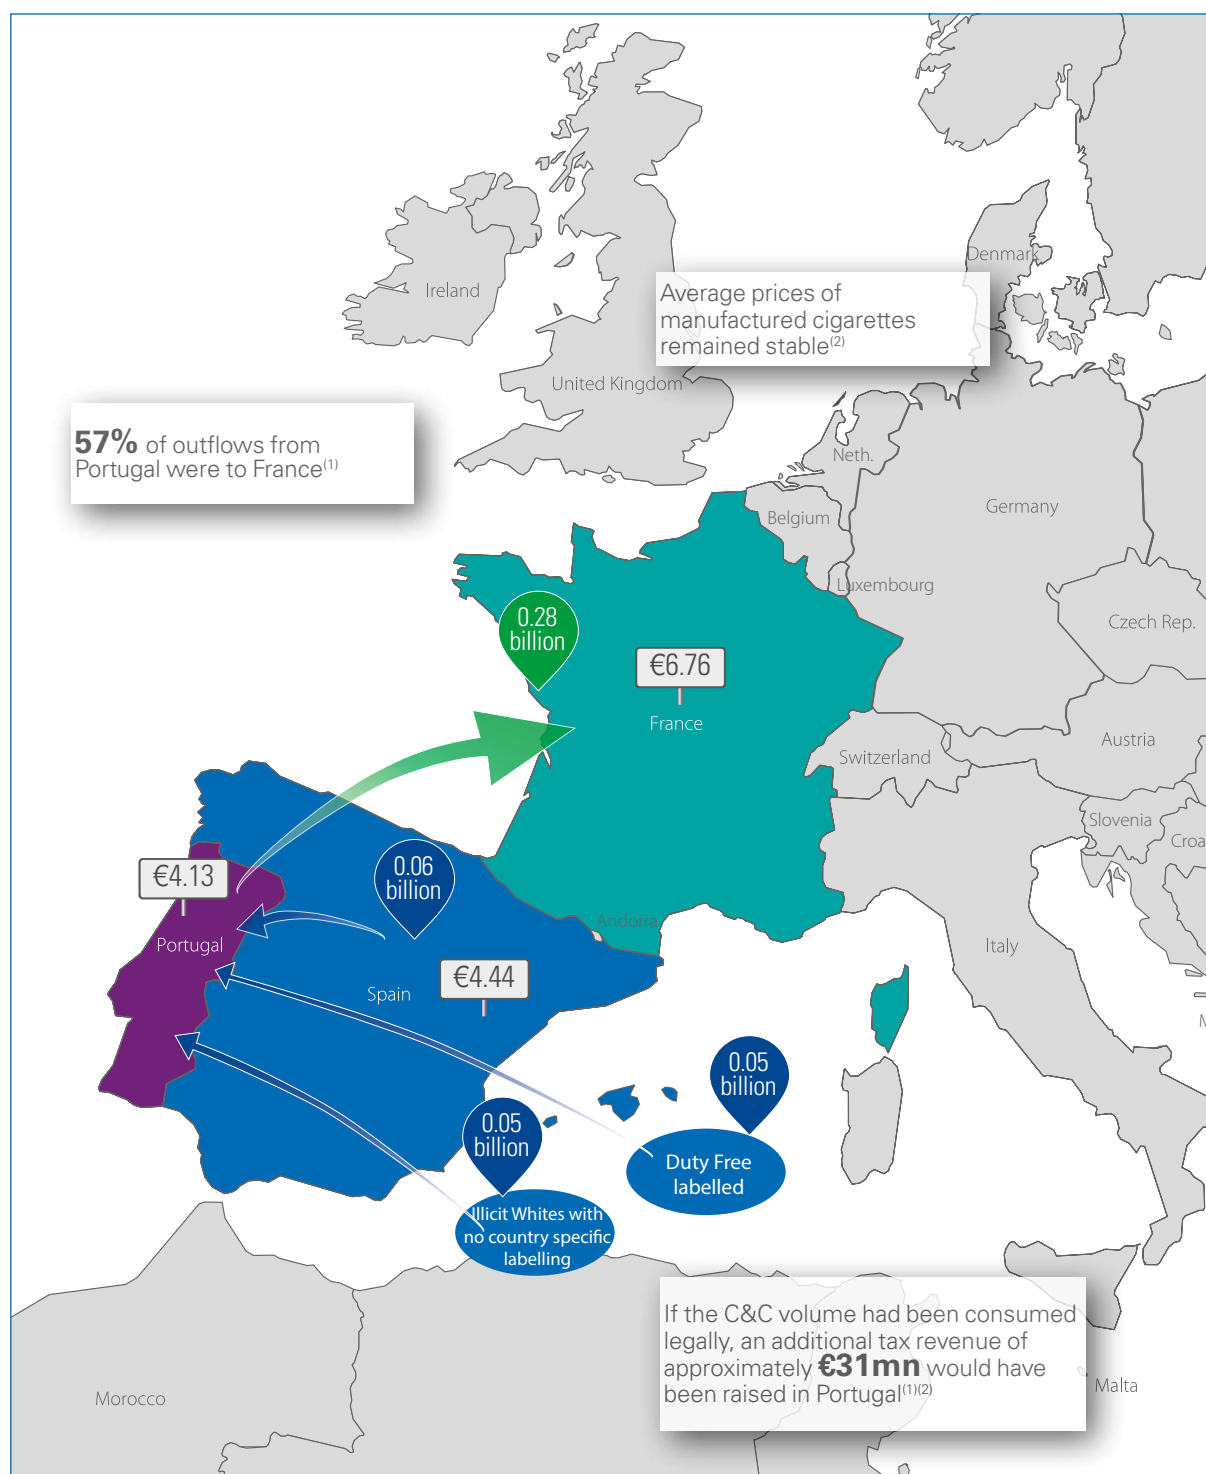 Denmark
Ireland
Average prices of
manufactured cigarettes
remained stable(2)
United Kingdom
57% of outflows from
Portugal were to France(1)
Neth.
Germany
Belgium
Luxembourg
0.28
billion
Czech Rep.
€6.76
France
Austria
Switzerland
Slovenia
Croa
0.06
billion
€4.13
Andorra
Portugal
Italy
€4.44
Spain
M
0.05
billion
0.05
billion
Duty Free
labelled
Illicit Whites with
no country specific
labelling
If the C&C volume had been consumed
legally, an additional tax revenue of
approximately €31mn would have
been raised in Portugal(1)(2)
Malta
Morocco